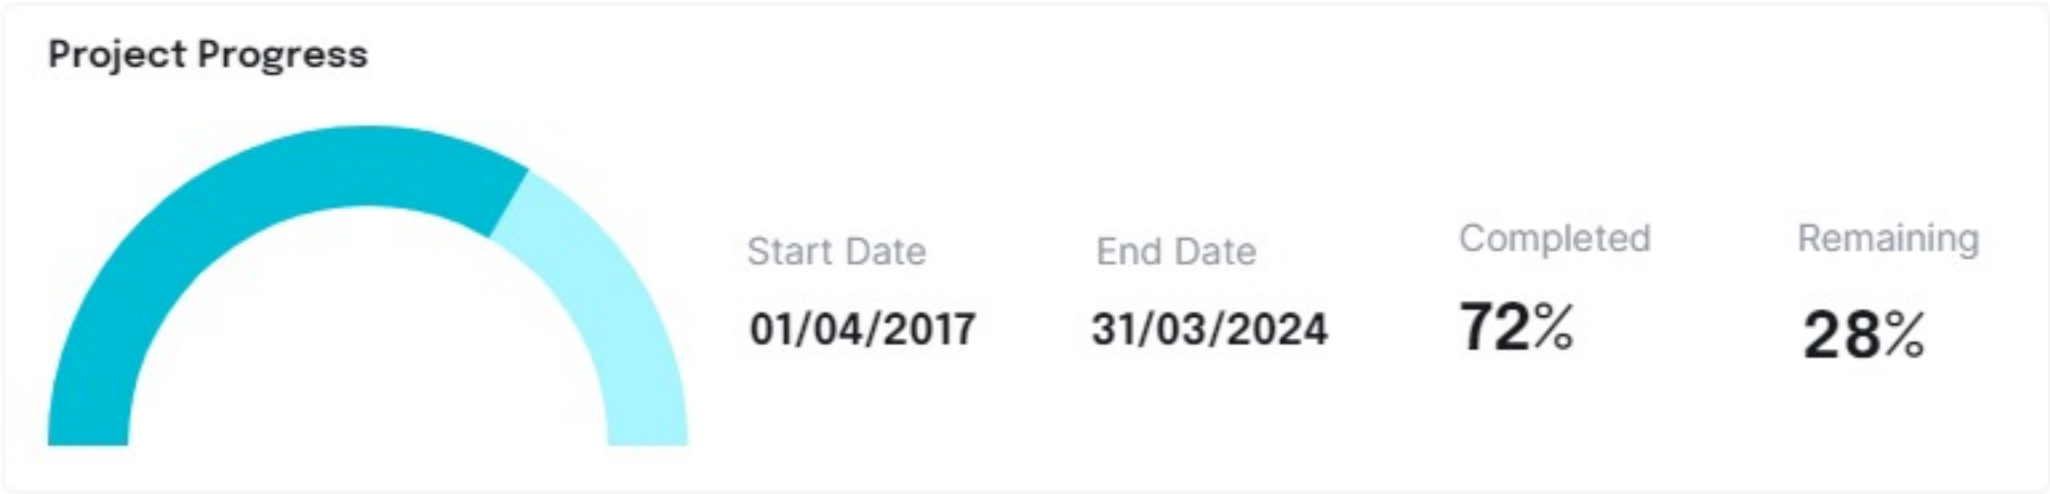 Project Progress
Start Date
01/04/2017
End Date
31/03/2024
Completed
72%
Remaining
28%